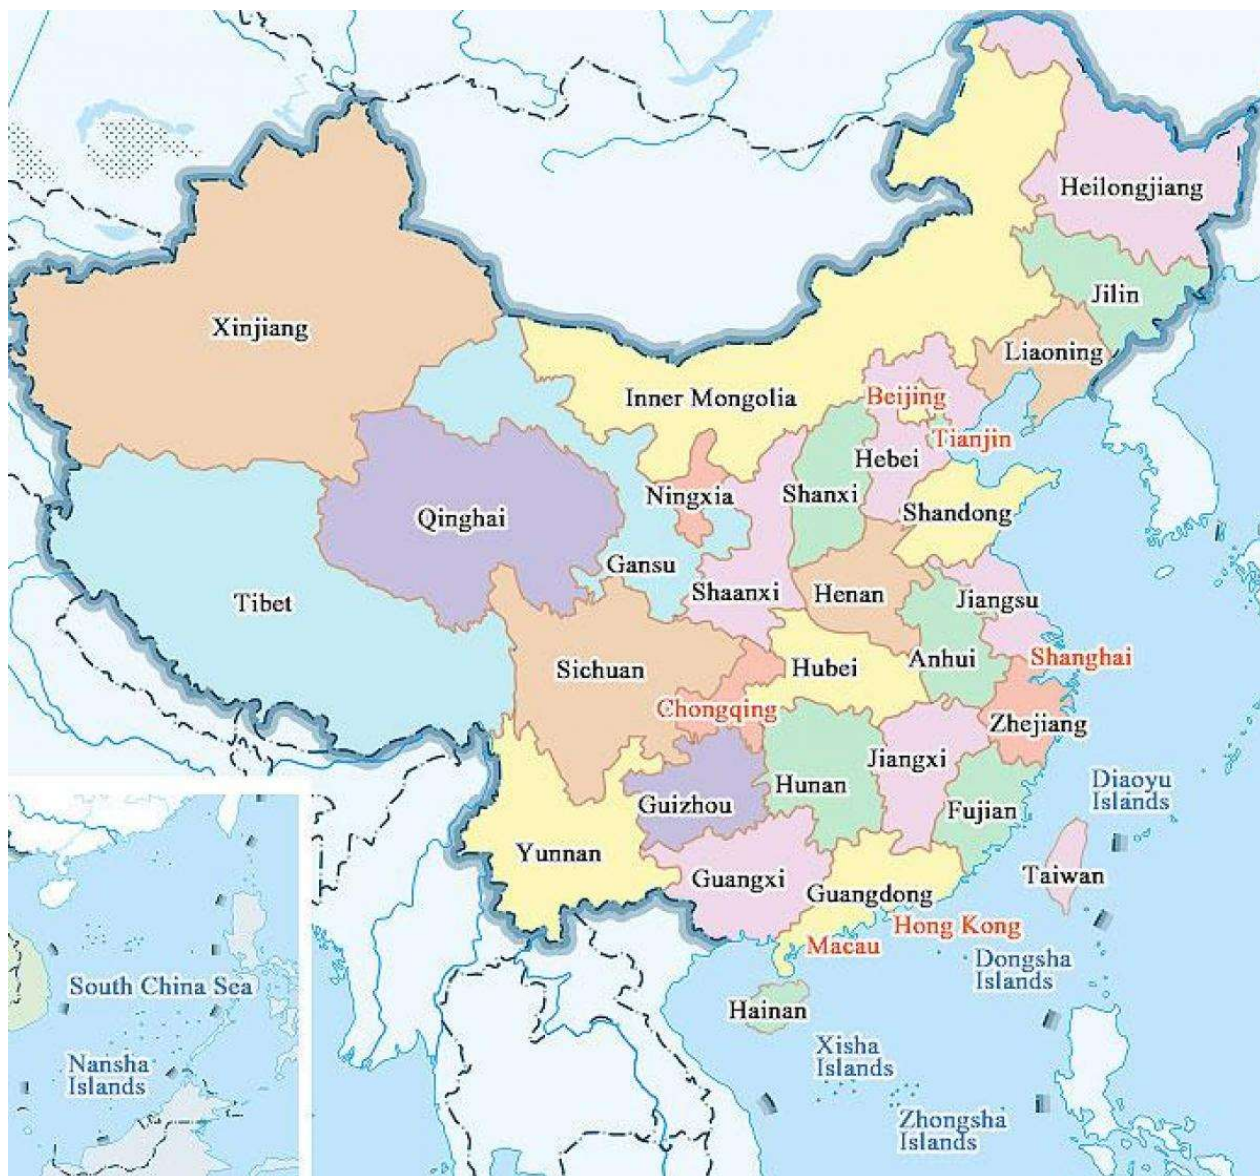 Heilongjiang
Jilin
Xinjiang
Liaoning
Inner Mongolia
Beijing
Tianjin
Hebei
Ningxia
Shanxi
Shandong
Qinghai
Gansu
Shaanxi
Henan
Jiangsu
Tibet
Sichuan
Hubei
Anhui
Shanghai
Chongqing
Zhejiang
Jiangxi
Hunan
Guizhou
Fujian
Diaoyu
Islands
Yunnan
Guangxi
Guangdong
Taiwan
Hong Kong
Macau
Dongsha
Islands
South China Sea
Hainan
Xisha
Islands
Nansha
Islands
Zhongsha
Islands